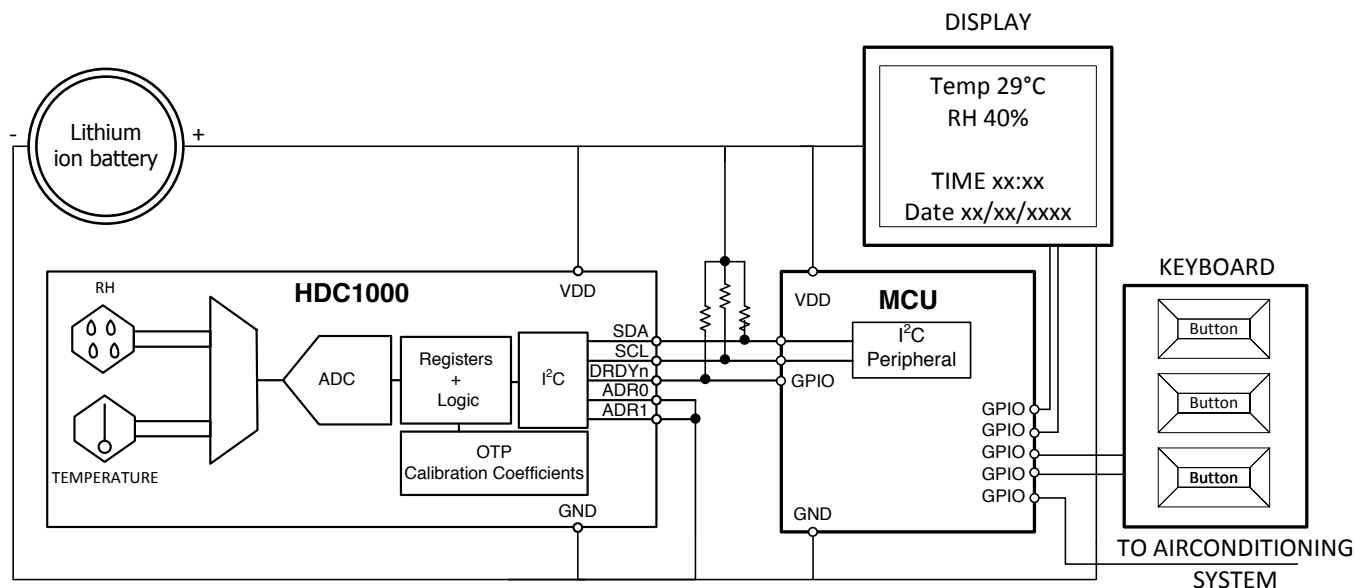 DISPLAY
Temp 29°C
RH 40%
TIME xx:xx
Date xx/xx/xxxx
-
Lithium
ion battery
+
KEYBOARD
Button
Button
Button
RH
HDC1000
VDD
TEMPERATURE
ADC
Registers
+
Logic
I²C
OTP
Calibration Coefficients
SDA
SCL
DRDYn
ADR0
ADR1
GND
VDD
MCU
I²C
Peripheral
GPIO
GPIO
GPIO
GPIO
GPIO
GPIO
GND
TO AIRCONDITIONING
SYSTEM